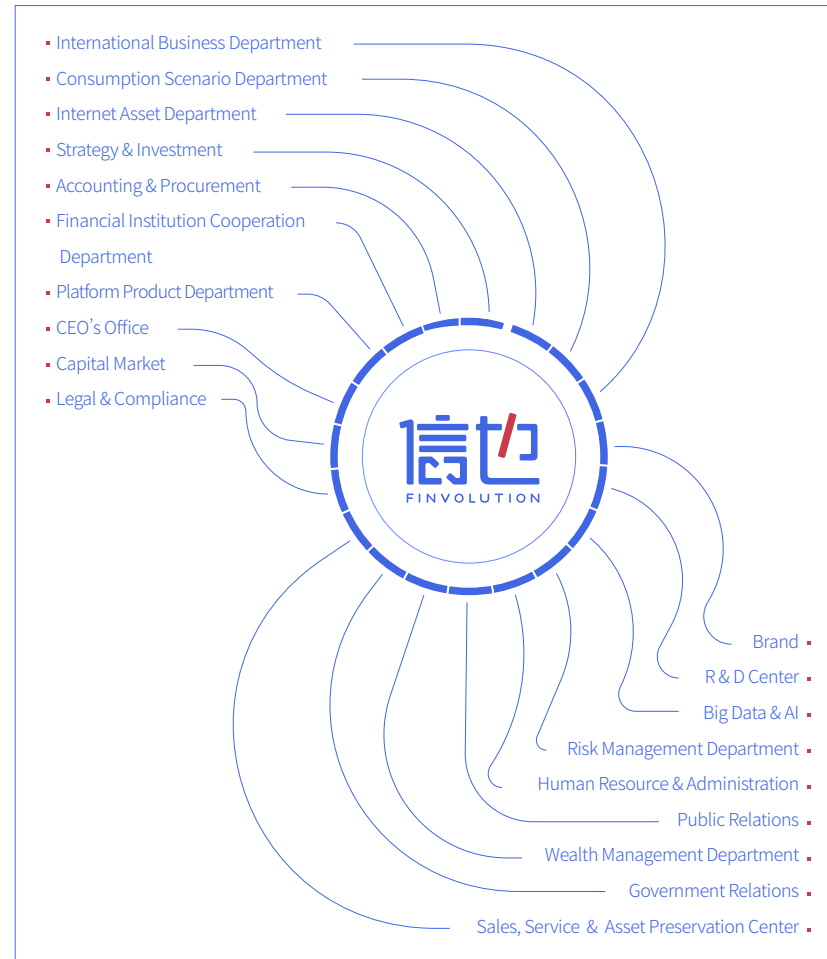 International Business Department
Consumption Scenario Department
Internet Asset Department
Strategy & Investment
Accounting & Procurement
Financial Institution Cooperation
Department
Platform Product Department
CEO's Office
Capital Market
Legal & Compliance
信也
FINVOLUTION
Brand
R & D Center
Big Data & AI
Risk Management Department
Human Resource & Administration
Public Relations
Wealth Management Department
Government Relations
Sales, Service & Asset Preservation Center